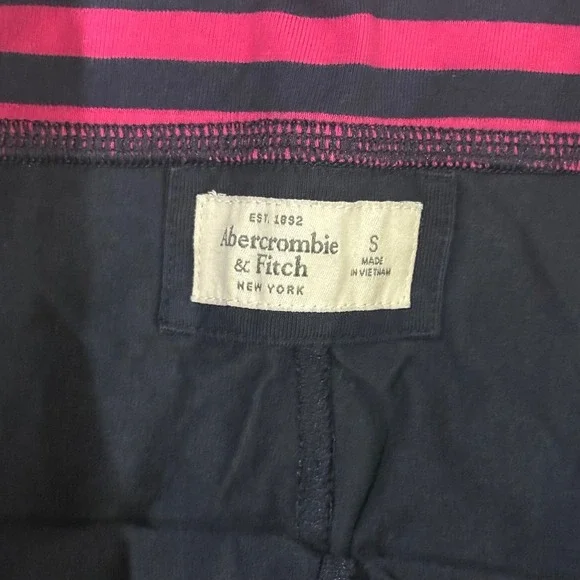 EST. 1892
Abercrombie
& Fitch
NEW YORK
S
MADE
IN VIETNAM